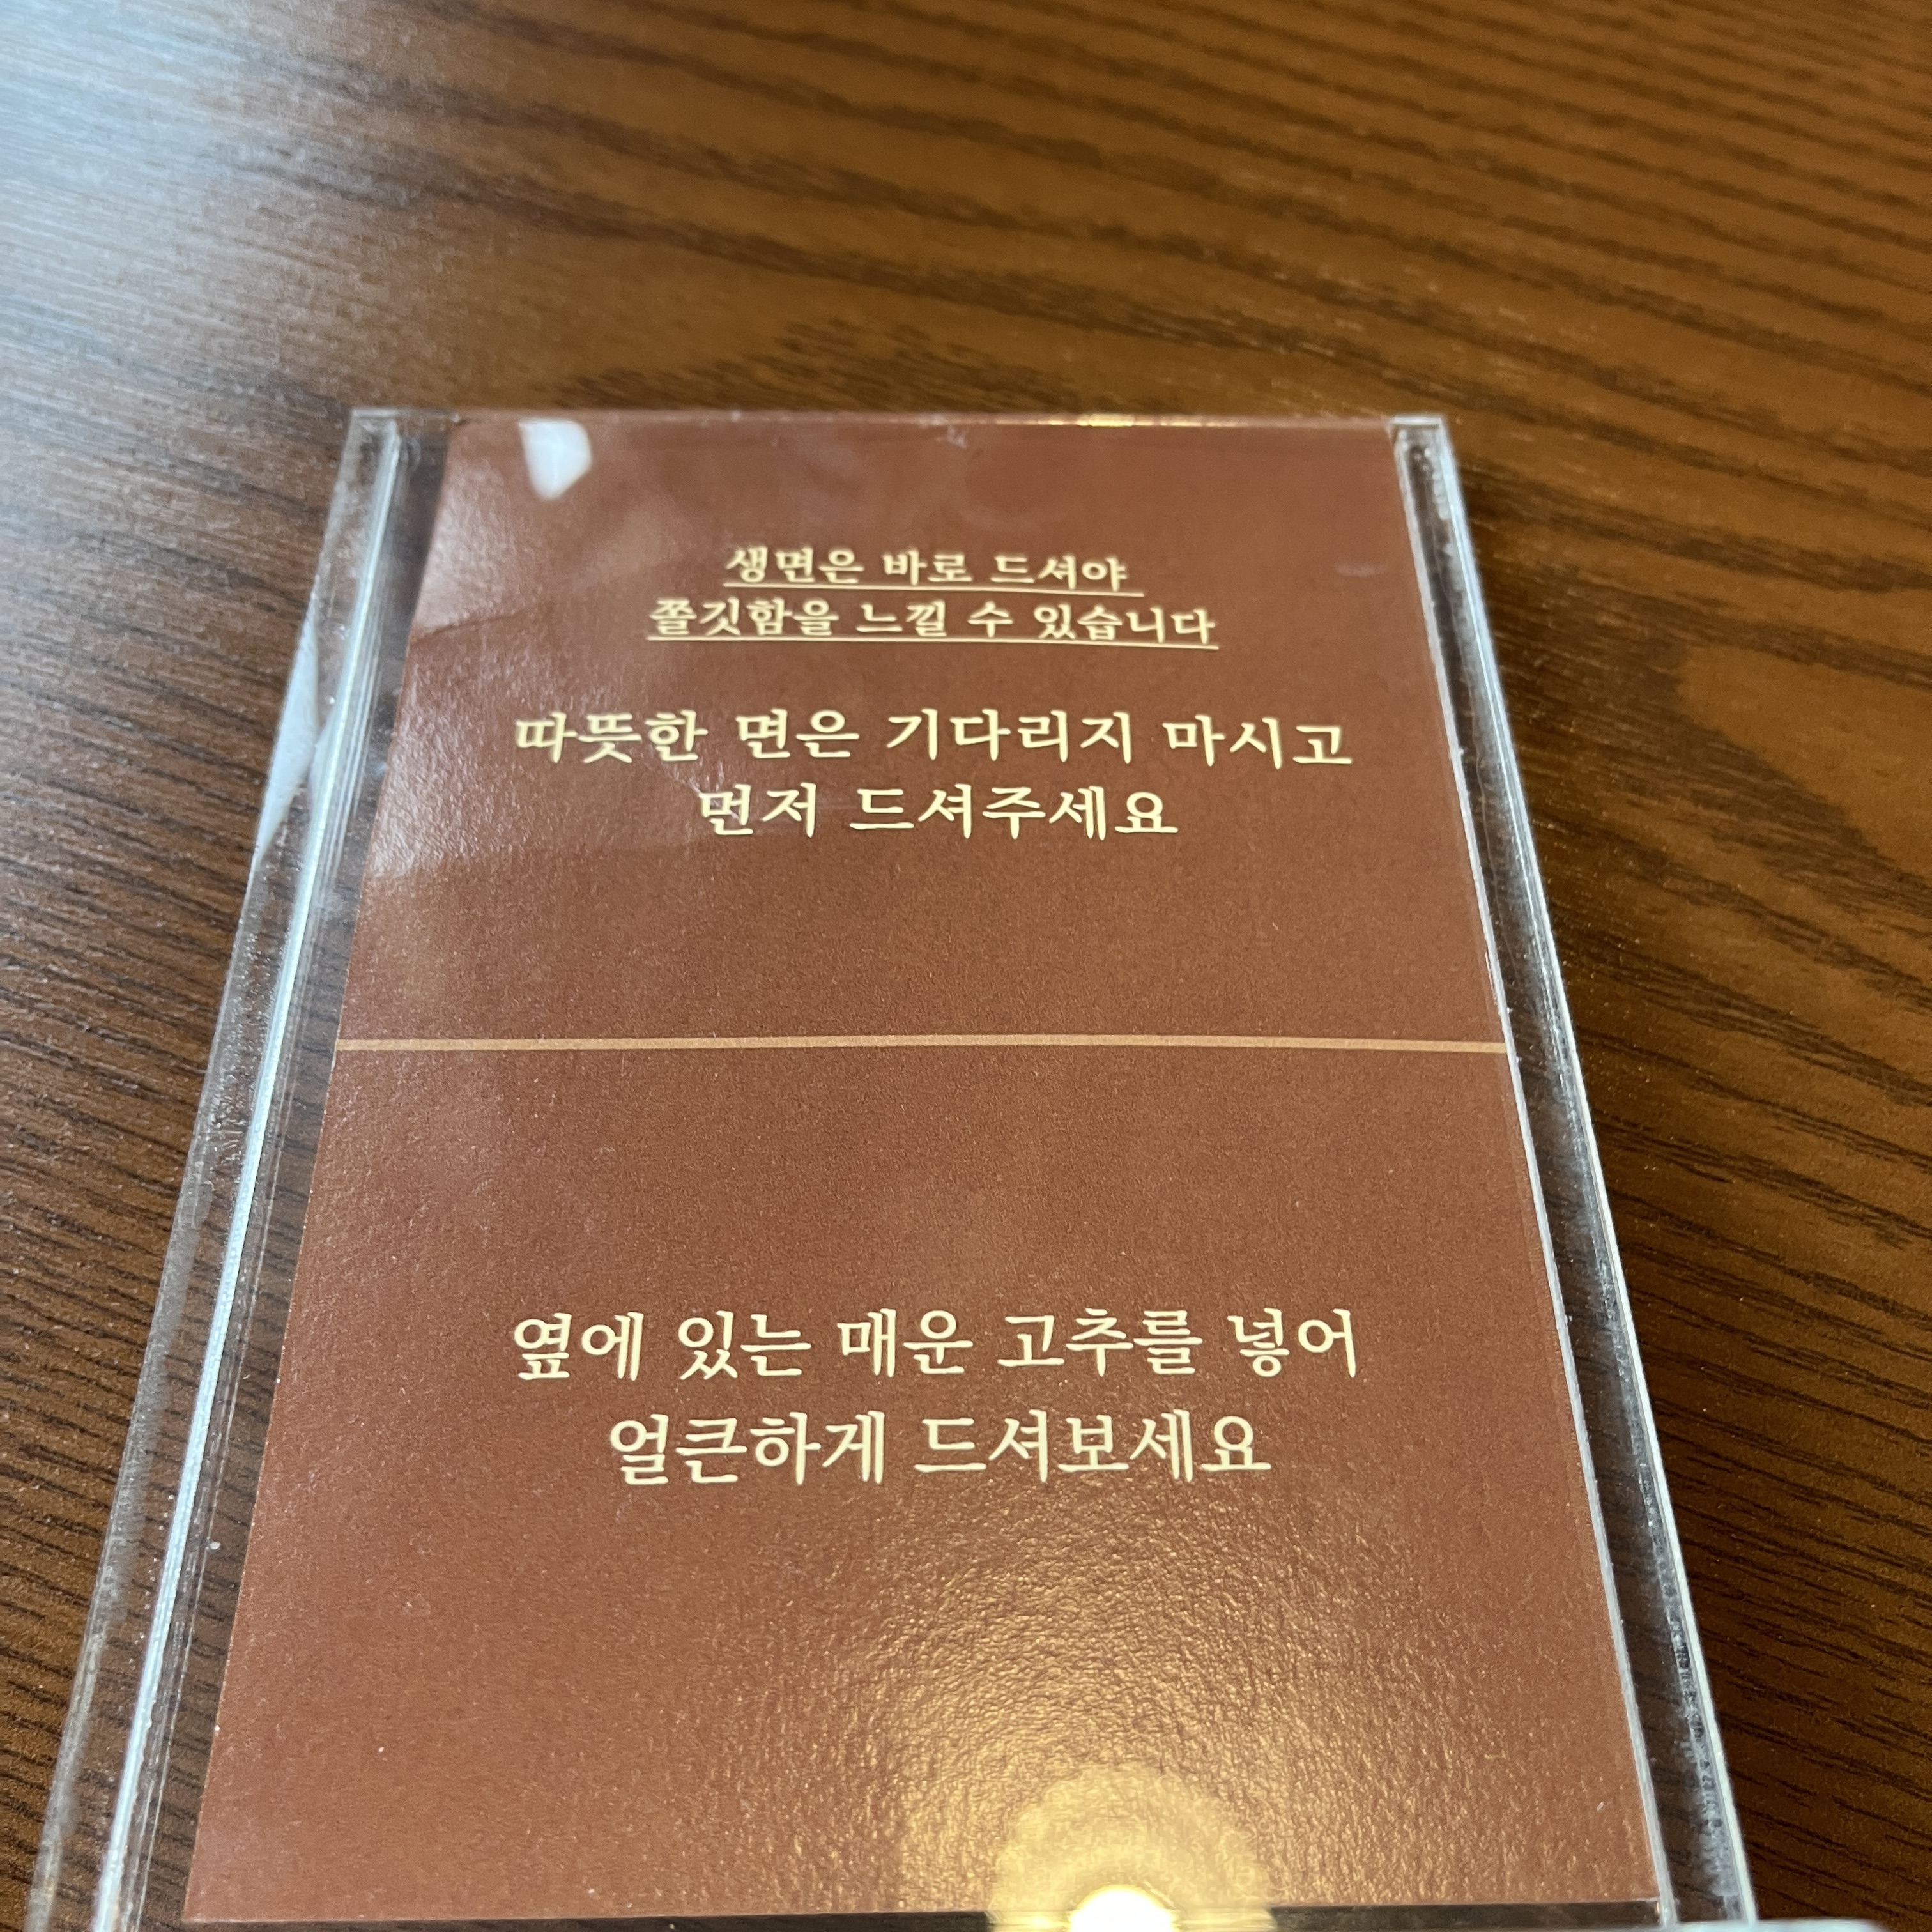 생면은 바로 드셔야
쫄깃함을 느낄 수 있습니다
따뜻한 면은 기다리지 마시고
먼저 드셔주세요
옆에 있는 매운 고추를 넣어
얼큰하게 드셔보세요